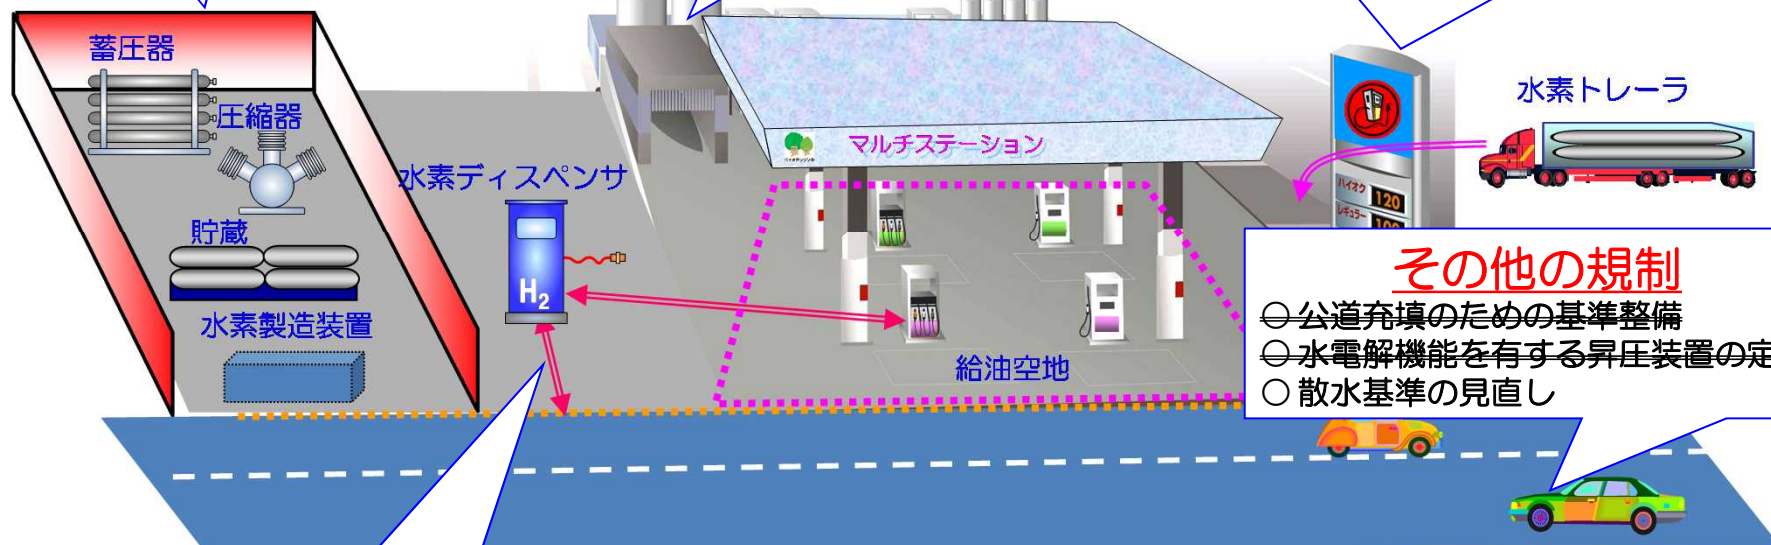 蓄圧器
圧縮器
貯蔵
水素製造装置
水素ディスペンサ
H2
マルチステーション
給油空地
ハイオク 120
レギュラー
水素トレーラ
その他の規制
○ 公道充填のための基準整備
○ 水電解機能を有する昇圧装置の定
○ 散水基準の見直し